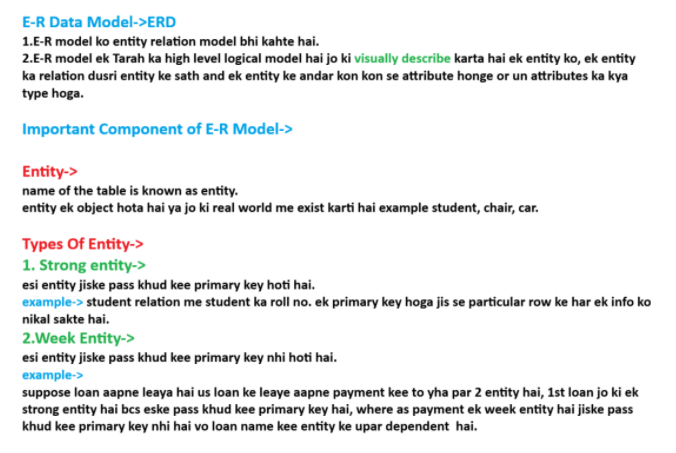 E-R Data Model->ERD
1.E-R model ko entity relation model bhi kahte hai.
2.E-R model ek Tarah ka high level logical model hai jo ki visually describe karta hai ek entity ko, ek entity
ka relation dusri entity ke sath and ek entity ke andar kon kon se attribute honge or un attributes ka kya
type hoga.
Important Component of E-R Model->
Entity->
name of the table is known as entity.
entity ek object hota hai ya jo ki real world me exist karti hai example student, chair, car.
Types Of Entity->
1. Strong entity->
esi entity jiske pass khud kee primary key hoti hai.
example-> student relation me student ka roll no. ek primary key hoga jis se particular row ke har ek info ko
nikal sakte hai.
2.Week Entity->
esi entity jiske pass khud kee primary key nhi hoti hai.
example->
suppose loan aapne leaya hai us loan ke leaye aapne payment kee to yha par 2 entity hai, 1st loan jo ki ek
strong entity hai bcs eske pass khud kee primary key hai, where as payment ek week entity hai jiske pass
khud kee primary key nhi hai vo loan name kee entity ke upar dependent  hai.